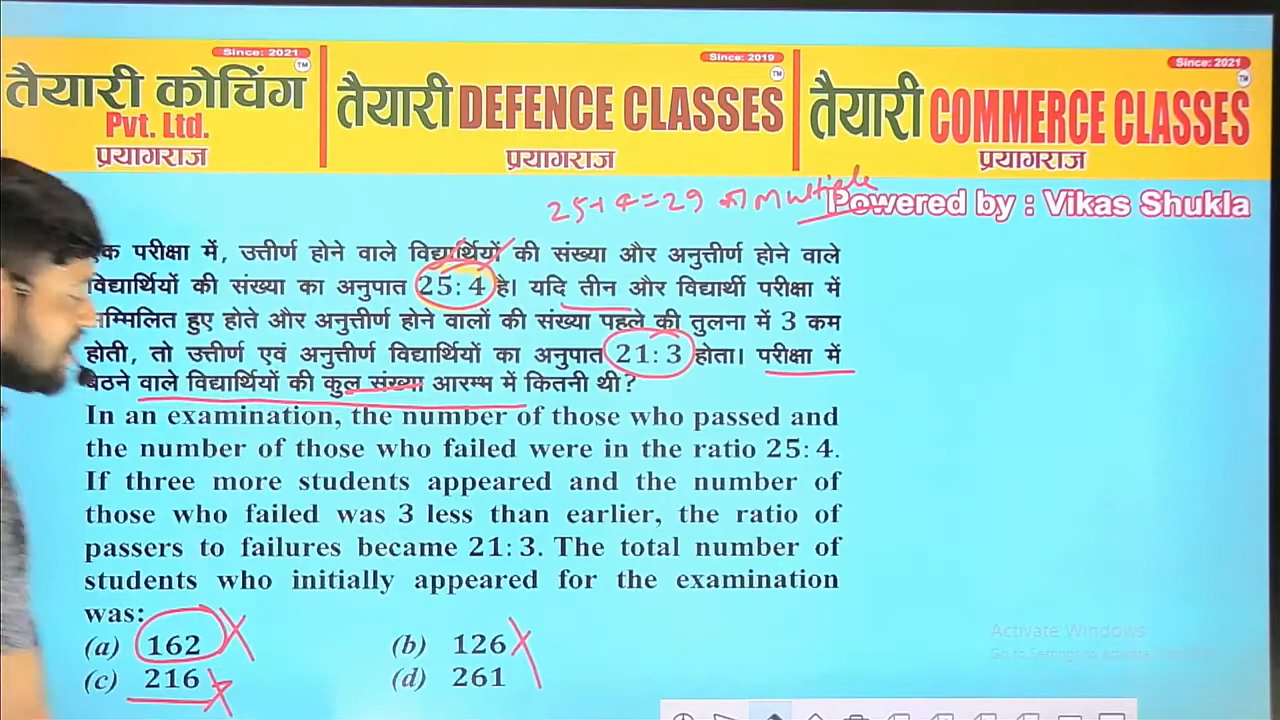 Since: 2021 TM
तैयारी कोचिंग
Pvt. Ltd.
प्रयागराज
Since: 2019 TM
तैयारी DEFENCE CLASSES
प्रयागराज
Since: 2021 TM
तैयारी COMMERCE CLASSES
प्रयागराज
25+4=29 का Multiple
Powered by : Vikas Shukla
एक परीक्षा में, उत्तीर्ण होने वाले विद्यार्थियों की संख्या और अनुत्तीर्ण होने वाले
विद्यार्थियों की संख्या का अनुपात 25:4 है। यदि तीन और विद्यार्थी परीक्षा में
सम्मिलित हुए होते और अनुत्तीर्ण होने वालों की संख्या पहले की तुलना में 3 कम
होती, तो उत्तीर्ण एवं अनुत्तीर्ण विद्यार्थियों का अनुपात 21:3 होता। परीक्षा में
बैठने वाले विद्यार्थियों की कुल संख्या आरम्भ में कितनी थी?
In an examination, the number of those who passed and
the number of those who failed were in the ratio 25:4.
If three more students appeared and the number of
those who failed was 3 less than earlier, the ratio of
passers to failures became 21:3. The total number of
students who initially appeared for the examination
was:
(a) 162 (b) 126
(c) 216 (d) 261
Activate Windows